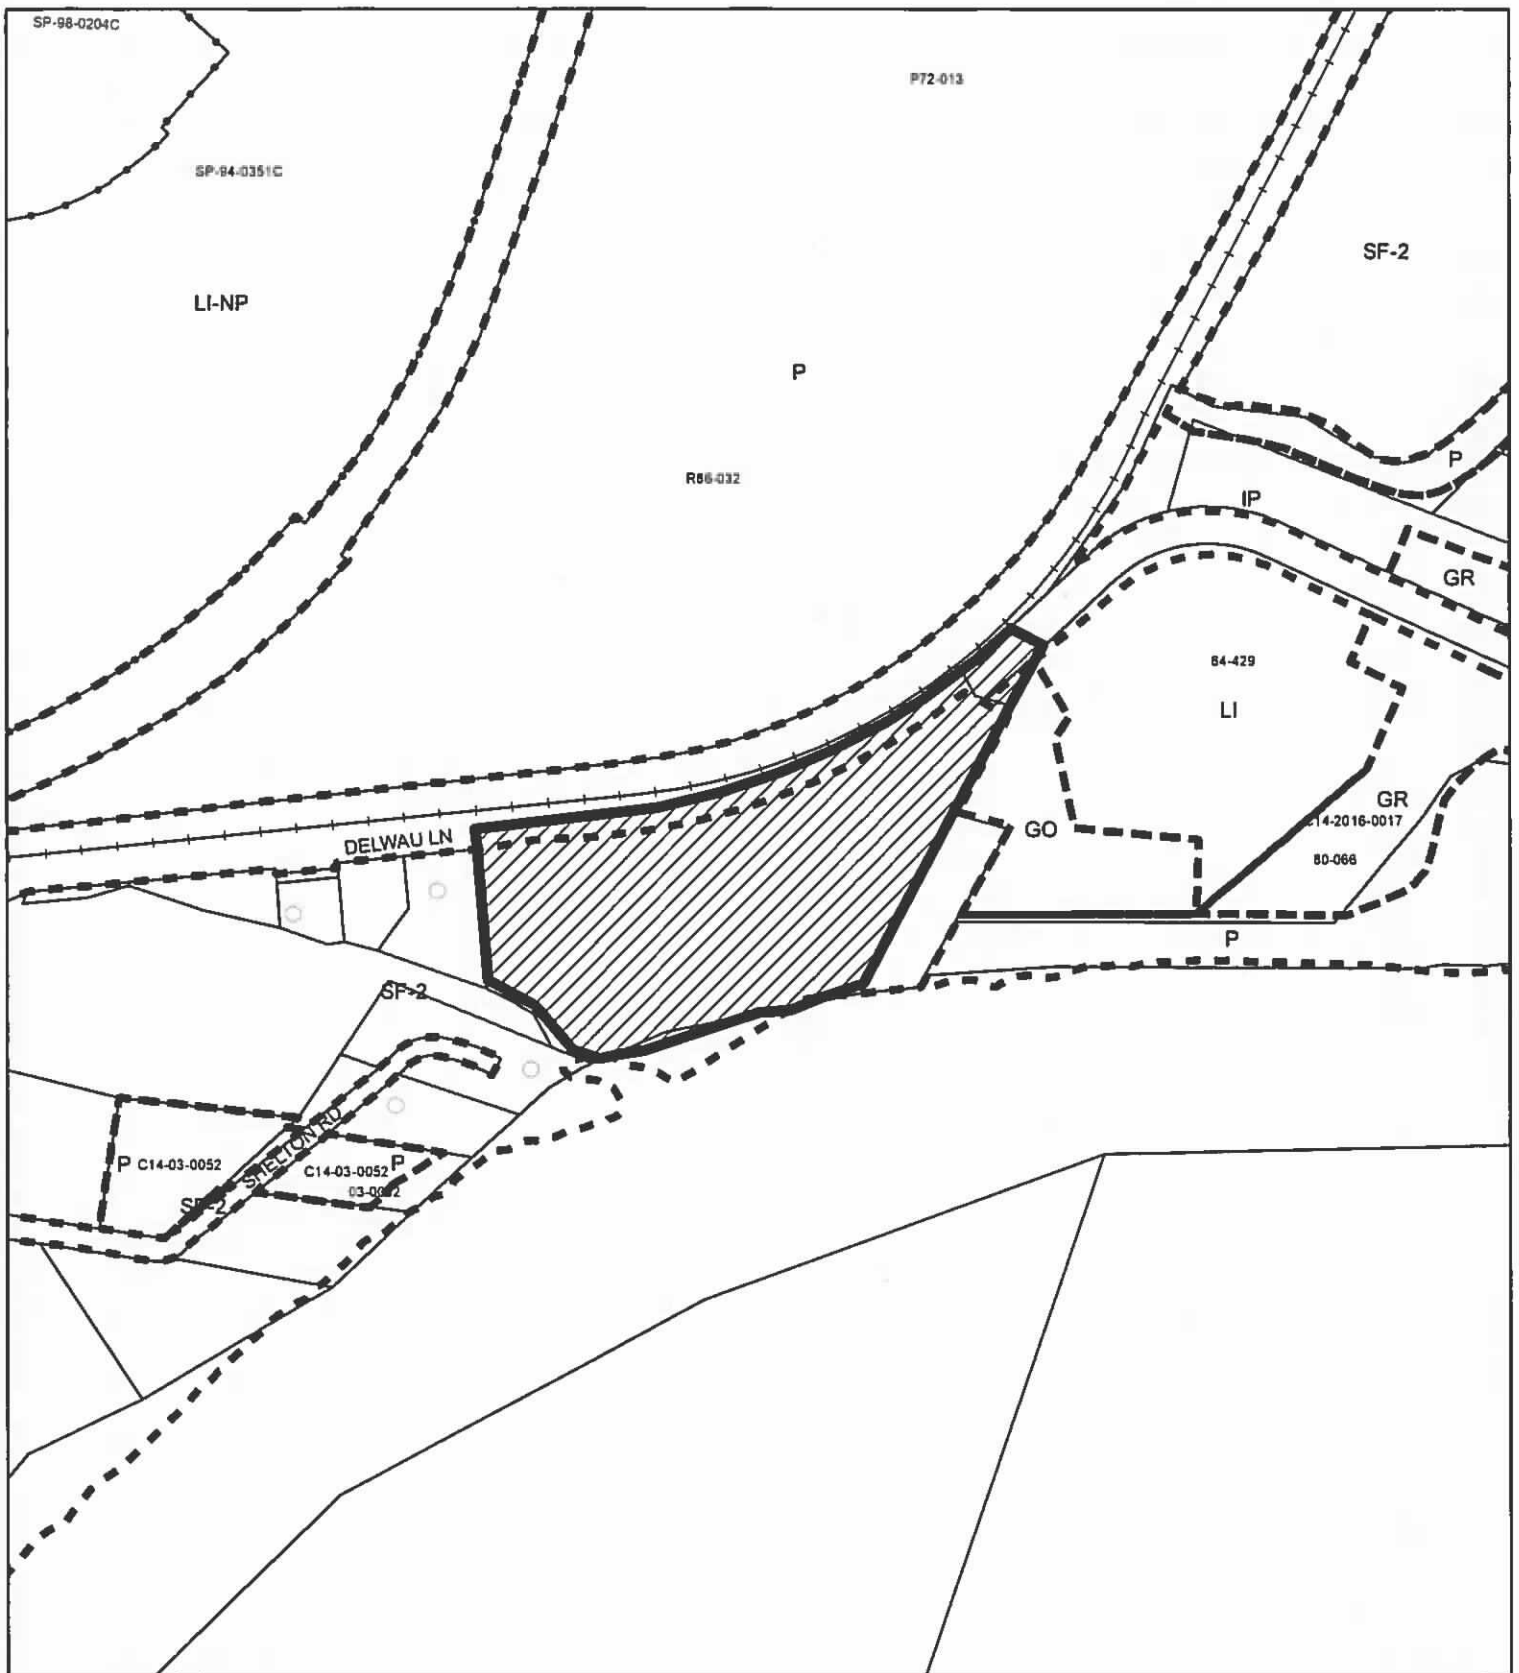 SP-98-0204C
P72-013
SP-94-0351C
SF-2
LI-NP
P
P
R86-032
IP
GR
84-429
LI
GR
C14-2016-0017
GO
DELWAU LN
80-066
P
SF-2
SHELTON RD
P C14-03-0052
C14-03-0052 P
SF-2